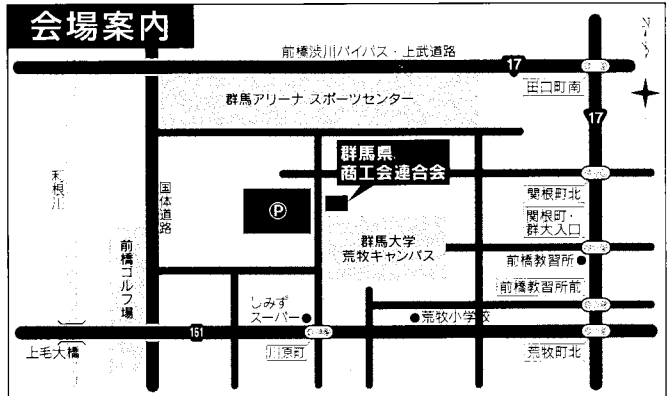 会場案内
前橋渋川バイパス・上武道路
17
田口町南
17
群馬アリーナ スポーツセンター
群馬県
商工会連合会
関根町北
利根川
国体道路
P
関根町・
群大入口
群馬大学
荒牧キャンパス
前橋教習所
前橋ゴルフ場
前橋教習所前
しみず
スーパー
荒牧小学校
161
上毛大橋
川原町
荒牧町北